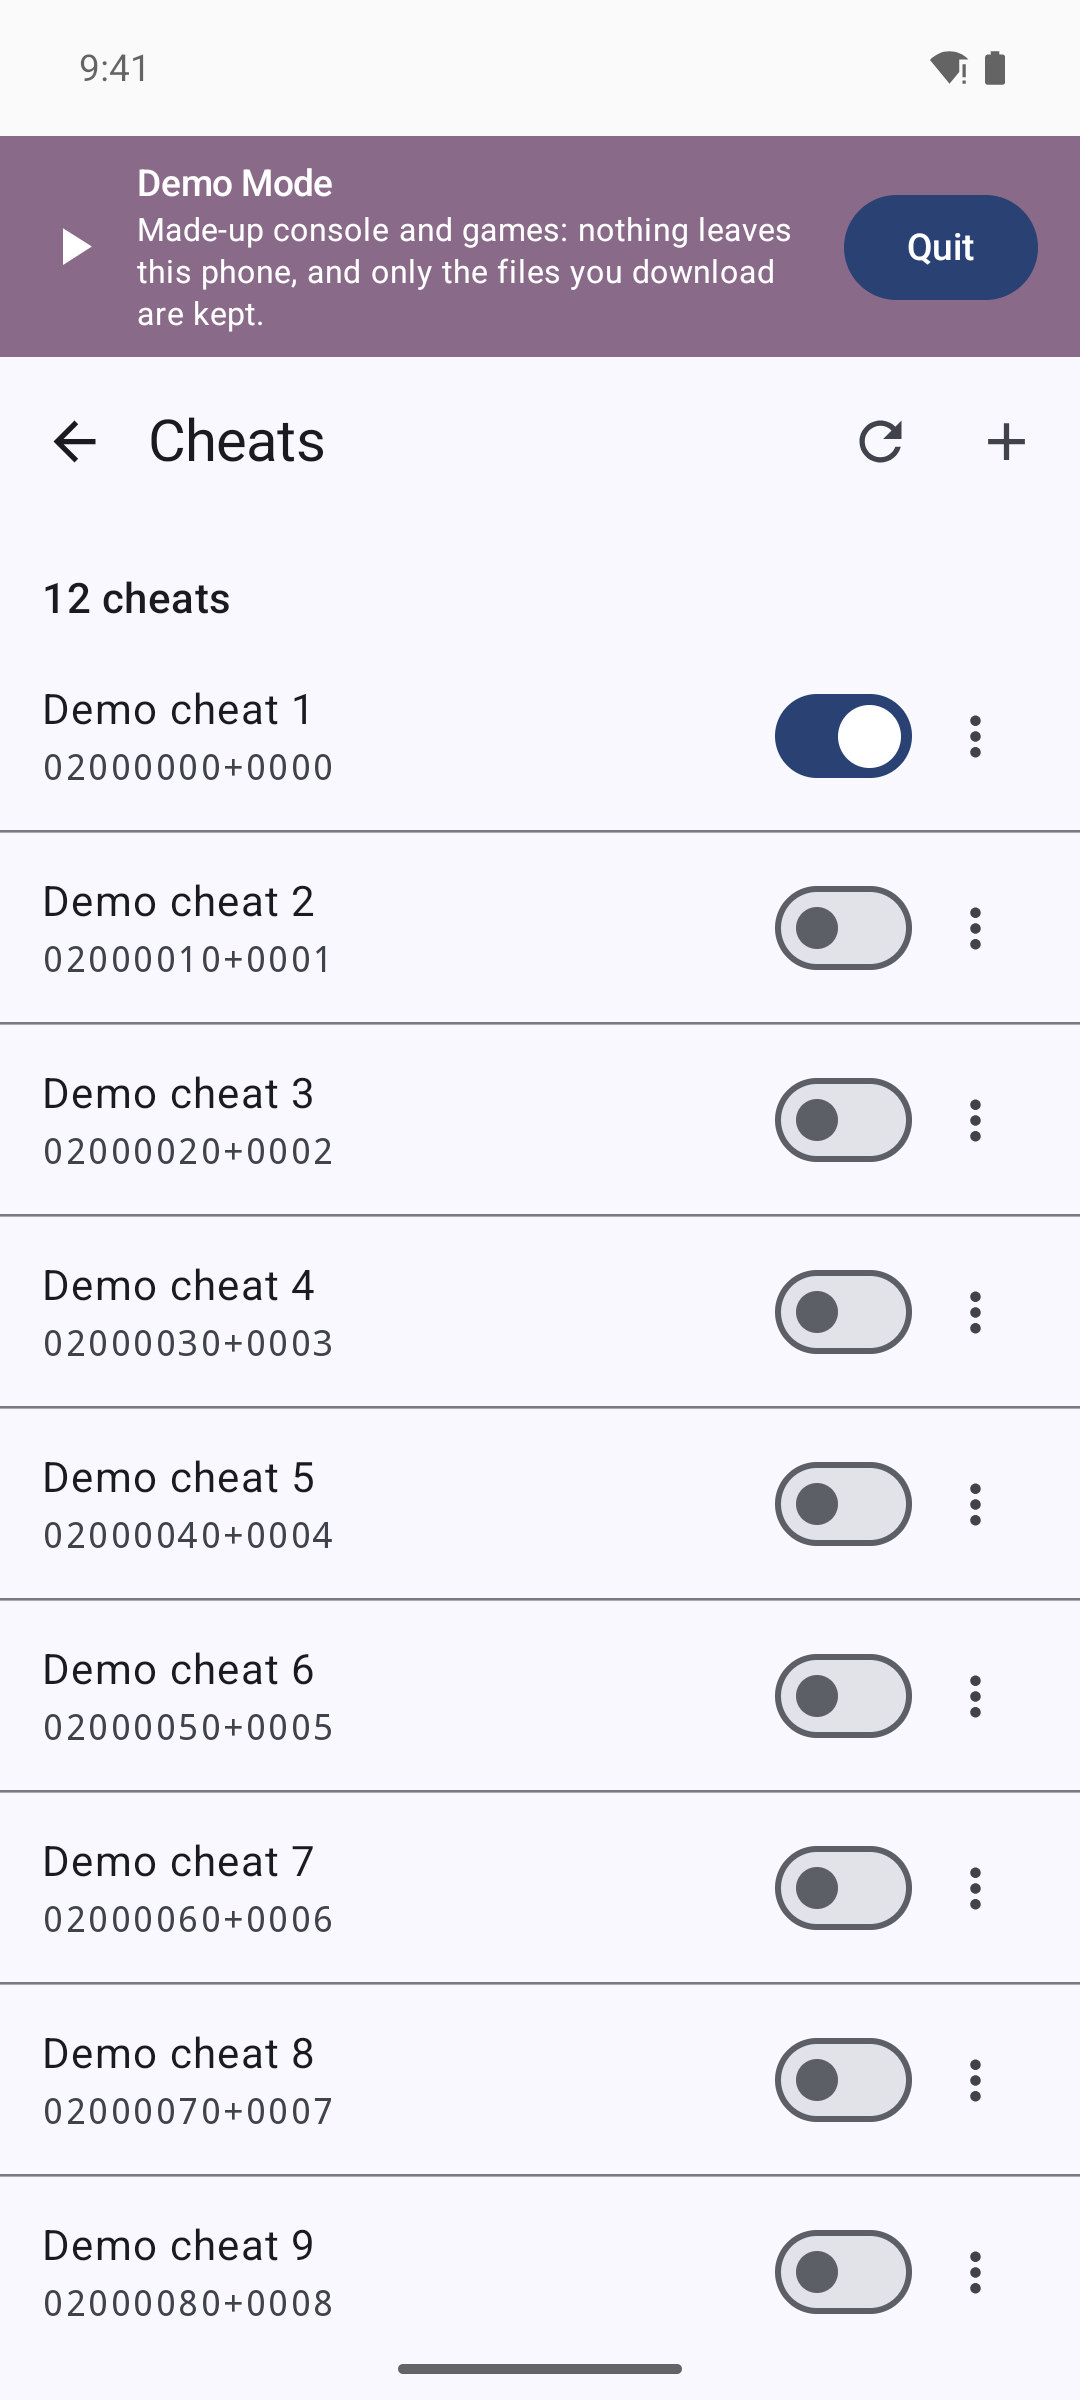 9:41
Demo Mode
Made-up console and games: nothing leaves
this phone, and only the files you download
are kept.
Quit
Cheats
12 cheats
Demo cheat 1
02000000+0000
Demo cheat 2
02000010+0001
Demo cheat 3
02000020+0002
Demo cheat 4
02000030+0003
Demo cheat 5
02000040+0004
Demo cheat 6
02000050+0005
Demo cheat 7
02000060+0006
Demo cheat 8
02000070+0007
Demo cheat 9
02000080+0008